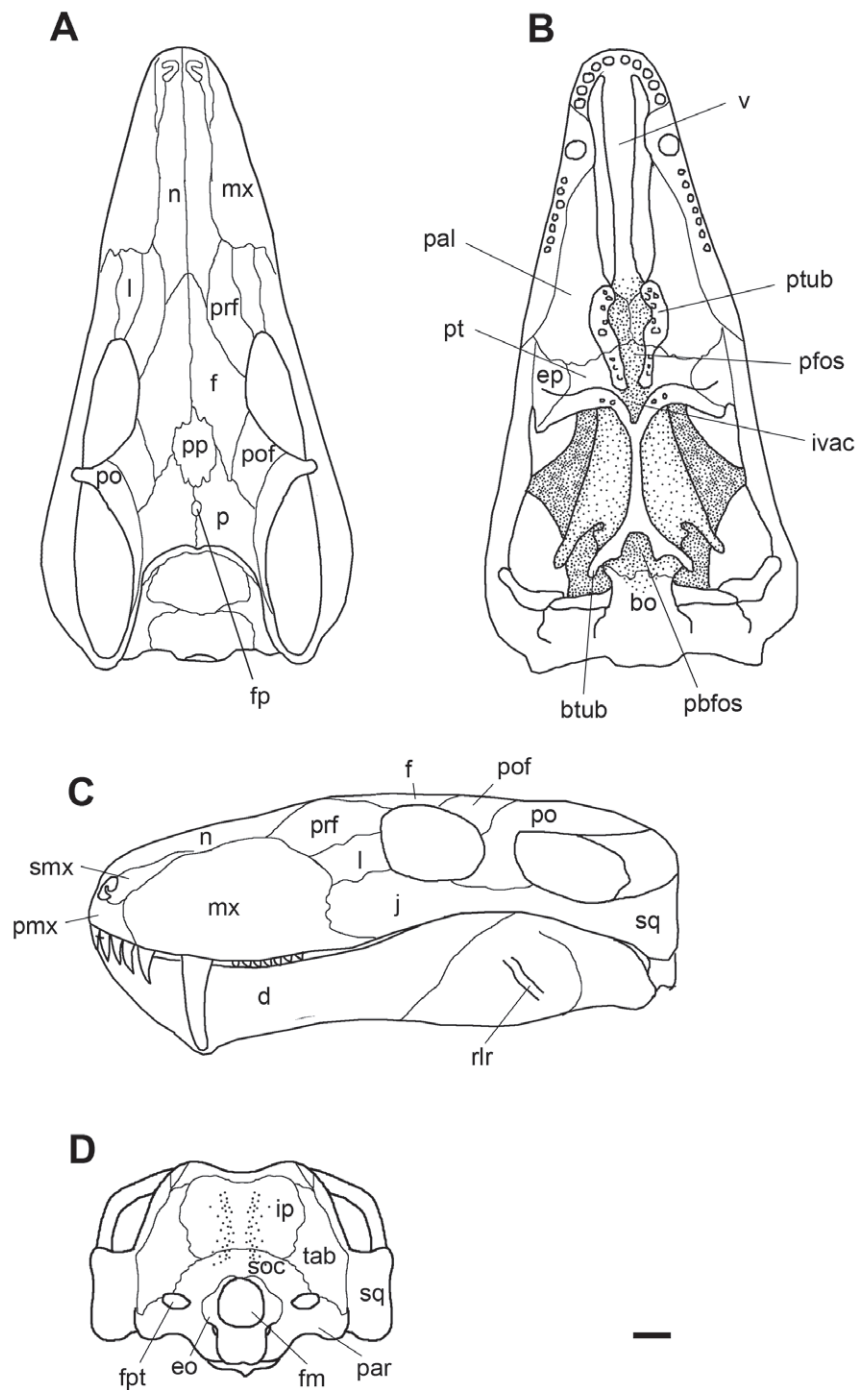 A
B
v
n
mx
pal
ptub
l
prf
pt
pfos
f
ep
pp
pof
ivac
po
p
bo
fp
btub
pbfos
C
f
pof
n
prf
po
smx
l
mx
j
pmx
sq
d
rlr
D
ip
tab
soc
sq
fpt
eo
fm
par